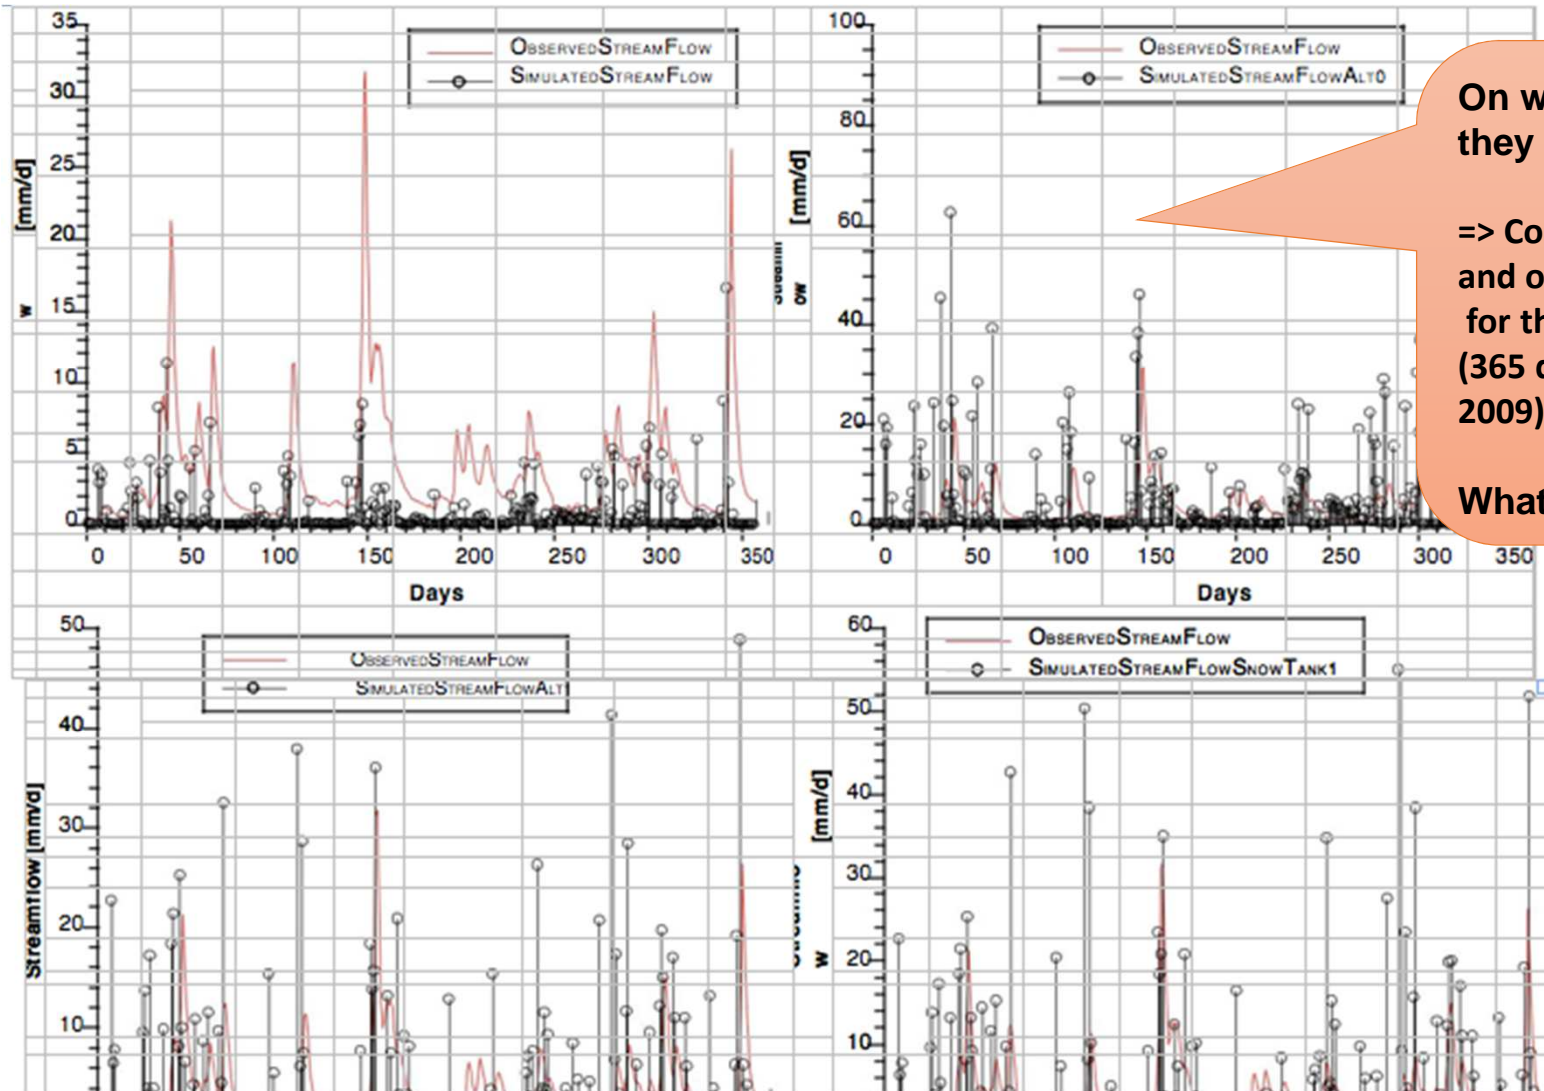 35
30
25
20
15
10
5
0
[mm/d]
w
ObservedStreamFlow
SimulatedStreamFlow
0 50 100 150 200 250 300 350
Days
100
80
60
40
20
0
[mm/d]
ow
ObservedStreamFlow
SimulatedStreamFlowAlt0
0 50 100 150 200 250 300 350
Days
On w
they
=> Co
and o
for th
(365 d
2009)
What
50
40
30
20
10
Streamflow [mm/d]
ObservedStreamFlow
SimulatedStreamFlowAlt
60
50
40
30
20
10
[mm/d]
w
ObservedStreamFlow
SimulatedStreamFlowSnowTank1